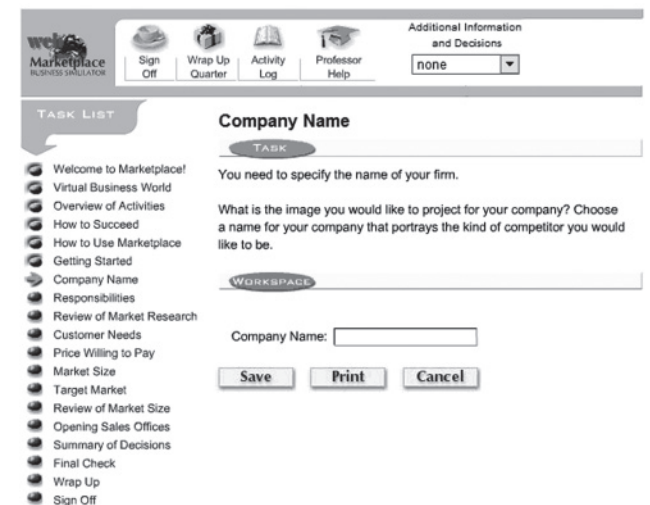 web
Marketplace
BUSINESS SIMULATOR
Sign Off
Wrap Up Quarter
Activity Log
Professor Help
Additional Information
and Decisions
none
TASK LIST
Welcome to Marketplace!
Virtual Business World
Overview of Activities
How to Succeed
How to Use Marketplace
Getting Started
Company Name
Responsibilities
Review of Market Research
Customer Needs
Price Willing to Pay
Market Size
Target Market
Review of Market Size
Opening Sales Offices
Summary of Decisions
Final Check
Wrap Up
Sign Off
Company Name
TASK
You need to specify the name of your firm.
What is the image you would like to project for your company? Choose
a name for your company that portrays the kind of competitor you would
like to be.
WORKSPACE
Company Name:
Save Print Cancel